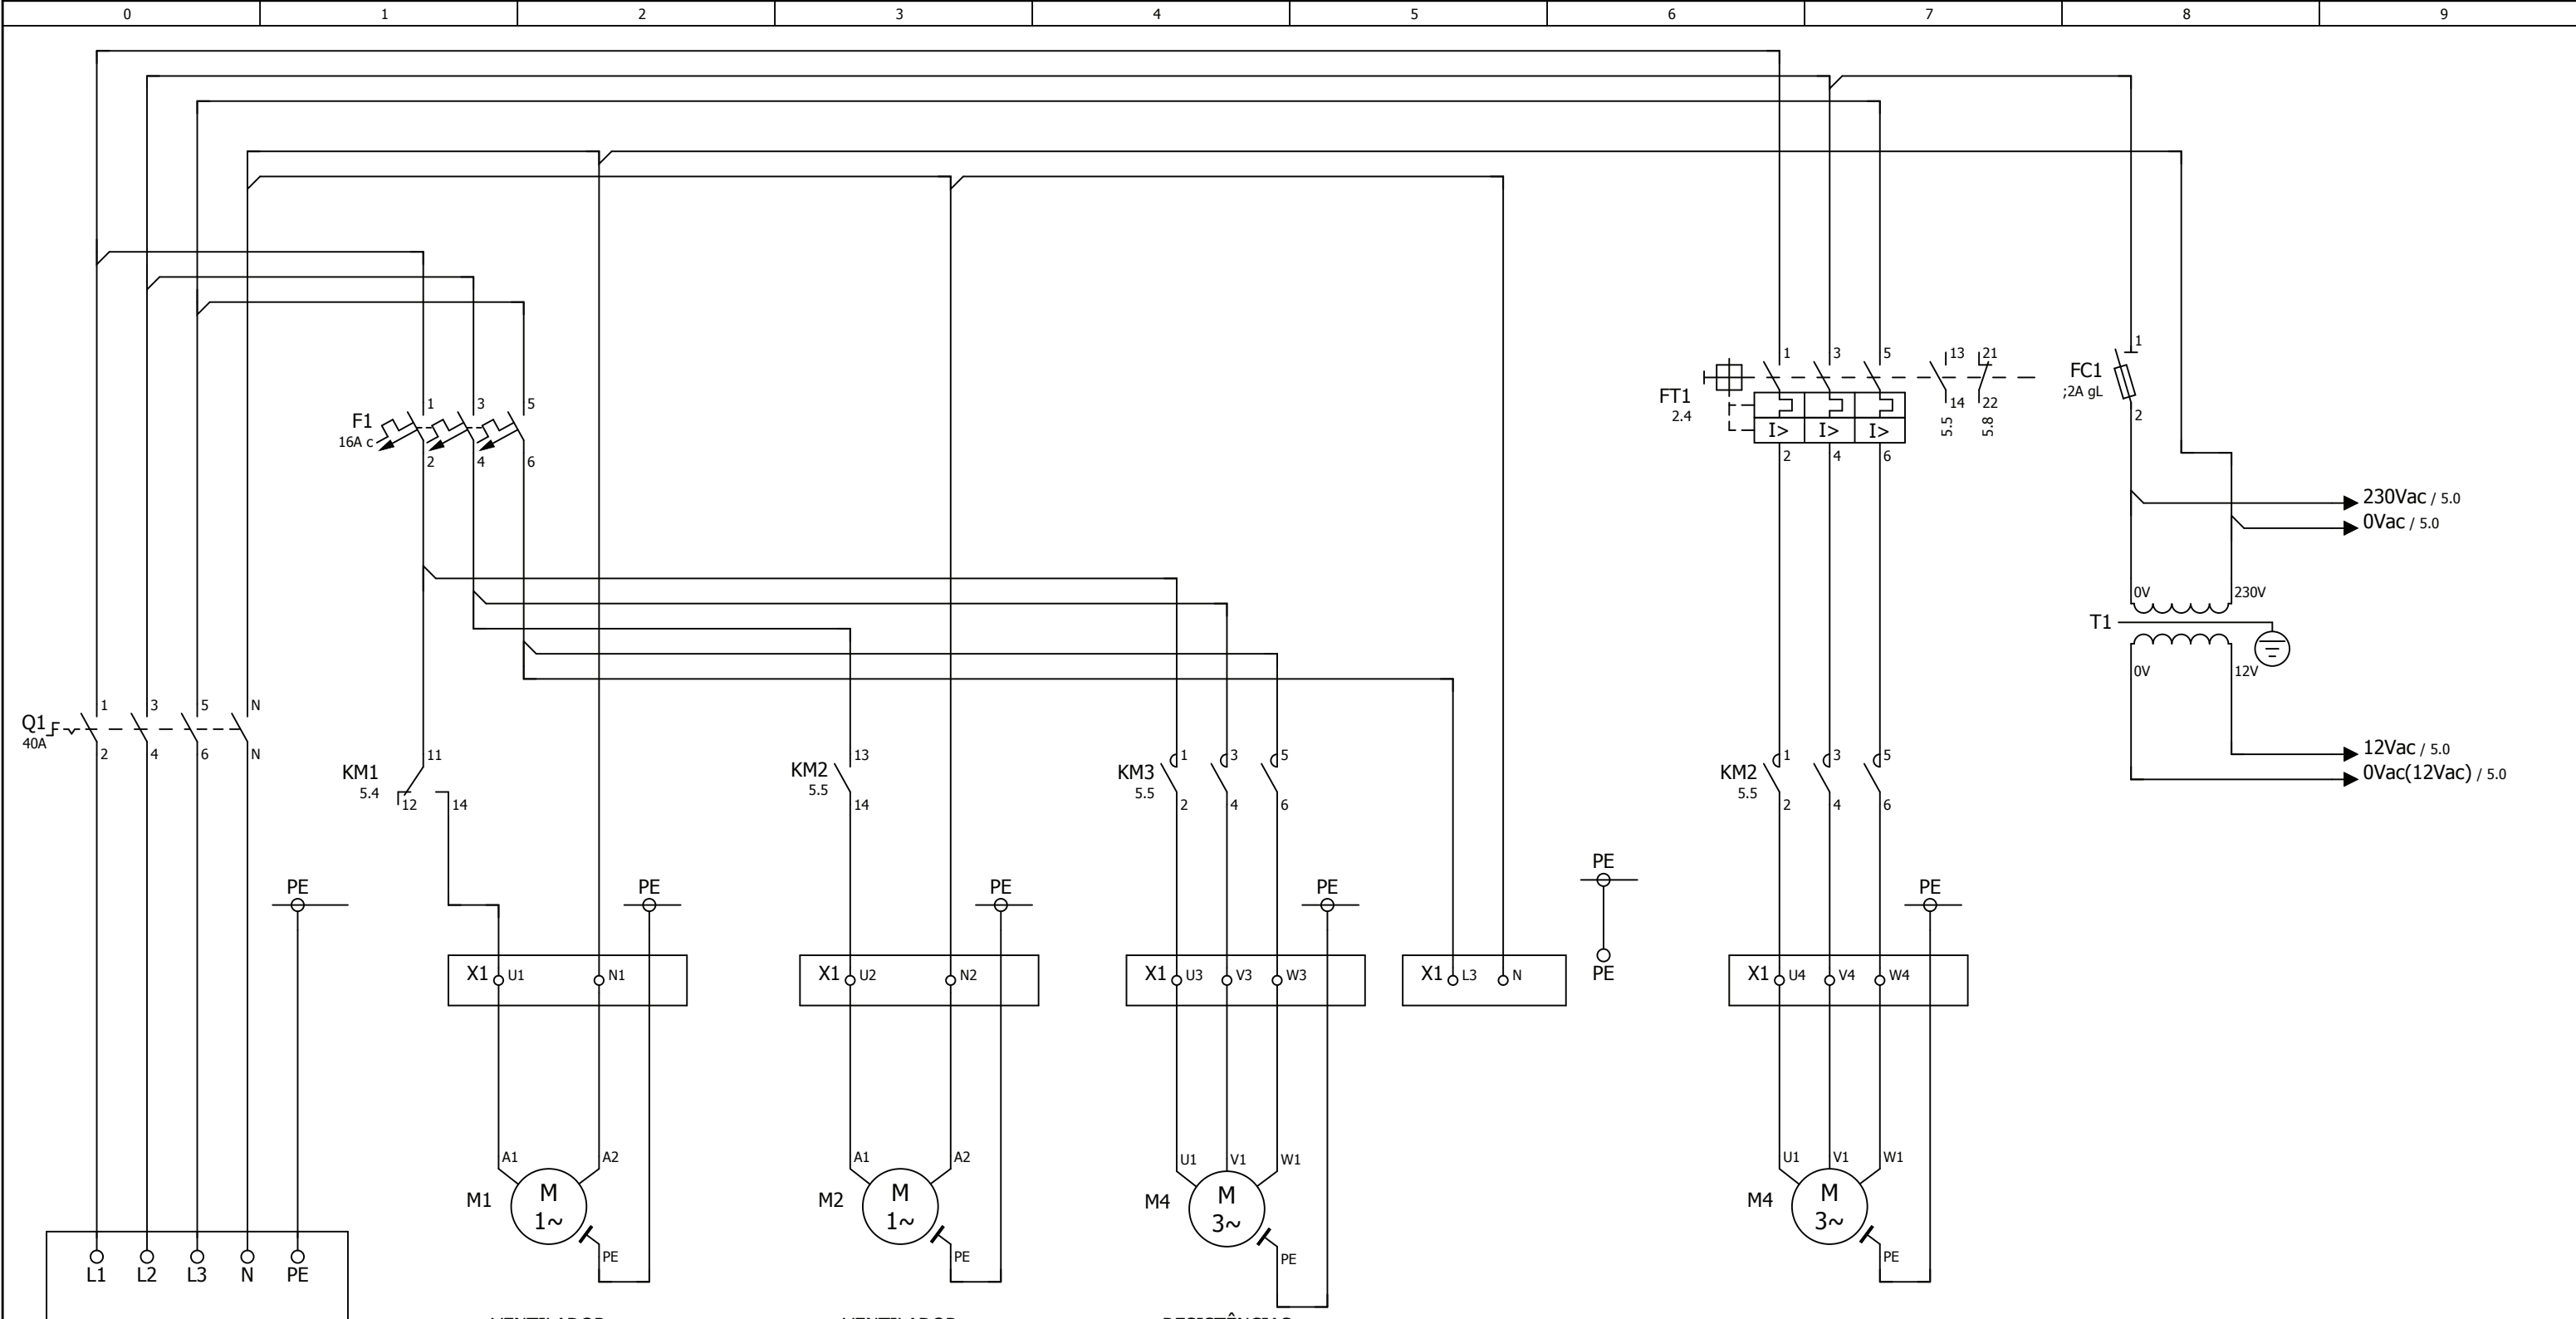 0 1 2 3 4 5 6 7 8 9
1 3 5 13 21
FT1
2.4
I> I> I>
14 22
5.5 5.8
2 4 6
1
FC1
;2A gL
2
1 3 5
F1
16A c
2 4 6
230Vac / 5.0
0Vac / 5.0
0V 230V
T1
0V 12V
12Vac / 5.0
0Vac(12Vac) / 5.0
1 3 5 N
Q1
40A
2 4 6 N
11
KM1
5.4
12 14
13
KM2
5.5
14
1 3 5
KM3
5.5
2 4 6
1 3 5
KM2
5.5
2 4 6
PE PE PE PE PE PE
X1 U1 N1
X1 U2 N2
X1 U3 V3 W3
X1 L3 N
PE
X1 U4 V4 W4
A1 A2
M1
M
1~
PE
A1 A2
M2
M
1~
PE
U1 V1 W1
M4
M
3~
PE
U1 V1 W1
M4
M
3~
PE
L1 L2 L3 N PE